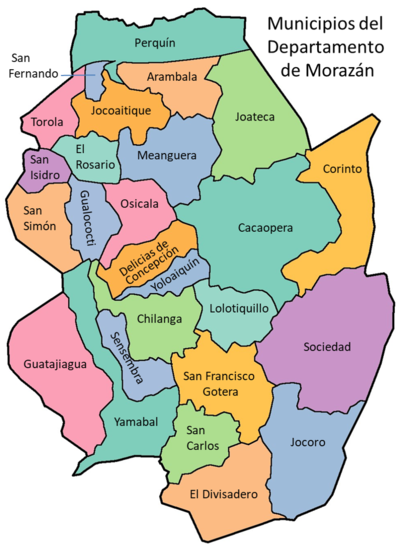 Municipios del
Departamento
de Morazán
Perquín
San
Fernando
Arambala
Torola
Jocoaitique
Joateca
San
Isidro
El
Rosario
Meanguera
Corinto
San
Simón
Gualococti
Osicala
Cacaopera
Delicias de
Concepción
Yoloaiquín
Chilanga
Lolotiquillo
Sensembra
Sociedad
Guatajiagua
San Francisco
Gotera
Yamabal
San
Carlos
Jocoro
El Divisadero